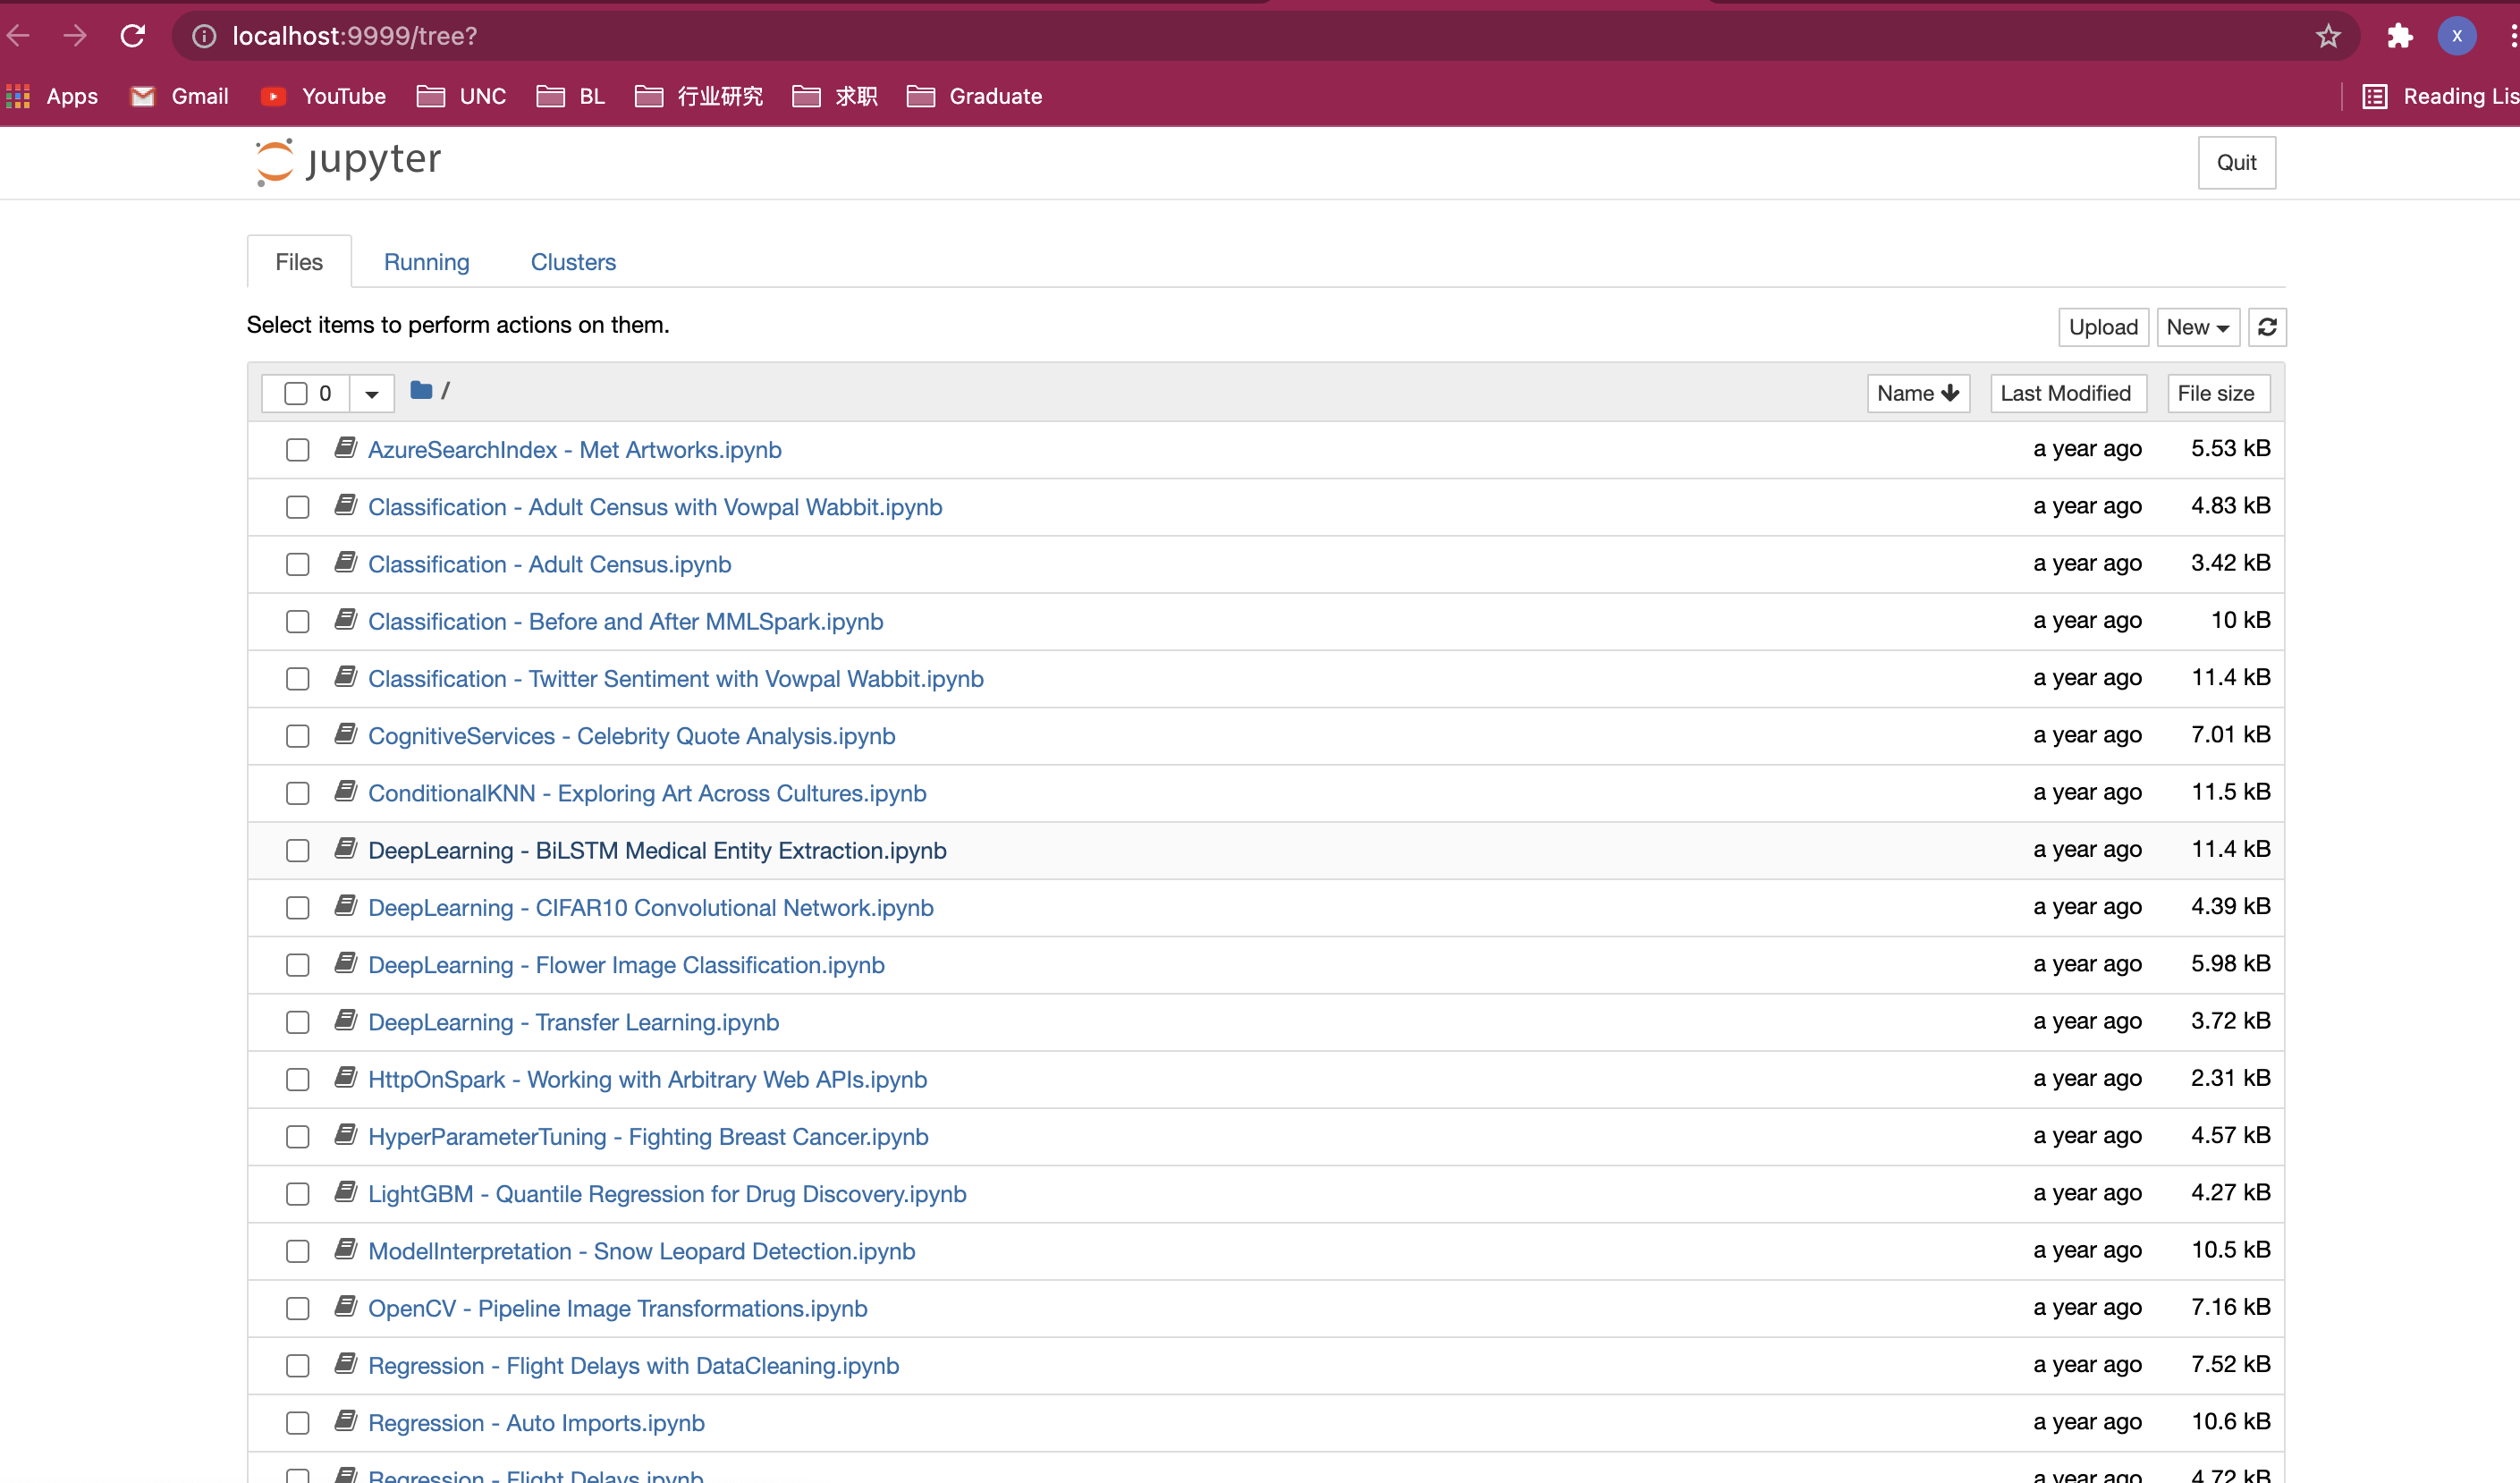 localhost:9999/tree?
X
Apps Gmail YouTube UNC BL 行业研究 求职 Graduate Reading Lis
jupyter
Quit
Files Running Clusters
Select items to perform actions on them.
Upload New
0 / Name Last Modified File size
AzureSearchIndex - Met Artworks.ipynb a year ago 5.53 kB
Classification - Adult Census with Vowpal Wabbit.ipynb a year ago 4.83 kB
Classification - Adult Census.ipynb a year ago 3.42 kB
Classification - Before and After MMLSpark.ipynb a year ago 10 kB
Classification - Twitter Sentiment with Vowpal Wabbit.ipynb a year ago 11.4 kB
CognitiveServices - Celebrity Quote Analysis.ipynb a year ago 7.01 kB
ConditionalKNN - Exploring Art Across Cultures.ipynb a year ago 11.5 kB
DeepLearning - BiLSTM Medical Entity Extraction.ipynb a year ago 11.4 kB
DeepLearning - CIFAR10 Convolutional Network.ipynb a year ago 4.39 kB
DeepLearning - Flower Image Classification.ipynb a year ago 5.98 kB
DeepLearning - Transfer Learning.ipynb a year ago 3.72 kB
HttpOnSpark - Working with Arbitrary Web APIs.ipynb a year ago 2.31 kB
HyperParameterTuning - Fighting Breast Cancer.ipynb a year ago 4.57 kB
LightGBM - Quantile Regression for Drug Discovery.ipynb a year ago 4.27 kB
ModelInterpretation - Snow Leopard Detection.ipynb a year ago 10.5 kB
OpenCV - Pipeline Image Transformations.ipynb a year ago 7.16 kB
Regression - Flight Delays with DataCleaning.ipynb a year ago 7.52 kB
Regression - Auto Imports.ipynb a year ago 10.6 kB
Regression - Flight Delays.ipynb a year ago 4.72 kB